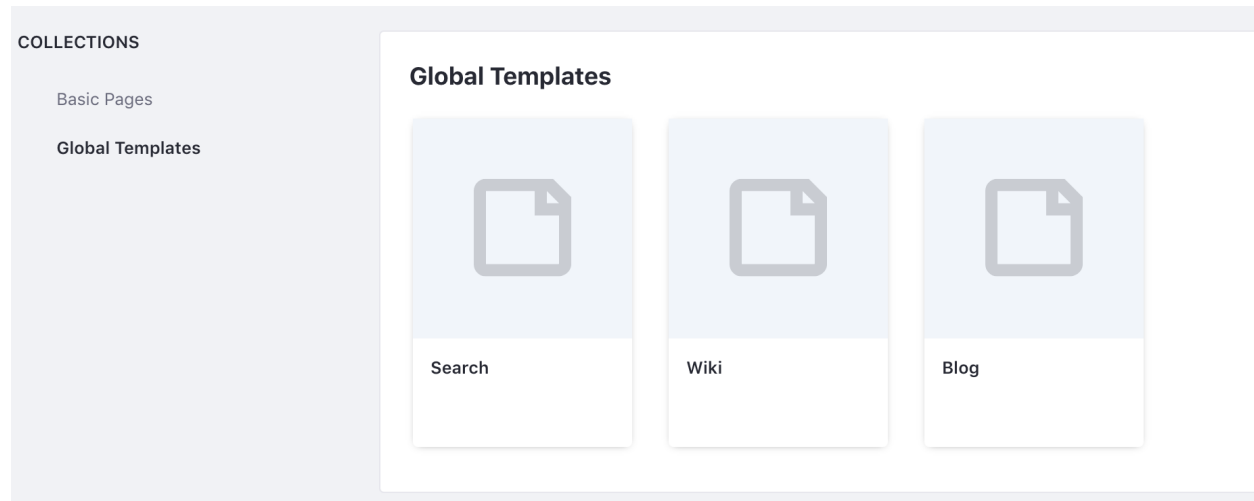 COLLECTIONS
Basic Pages
Global Templates
Global Templates
Search
Wiki
Blog